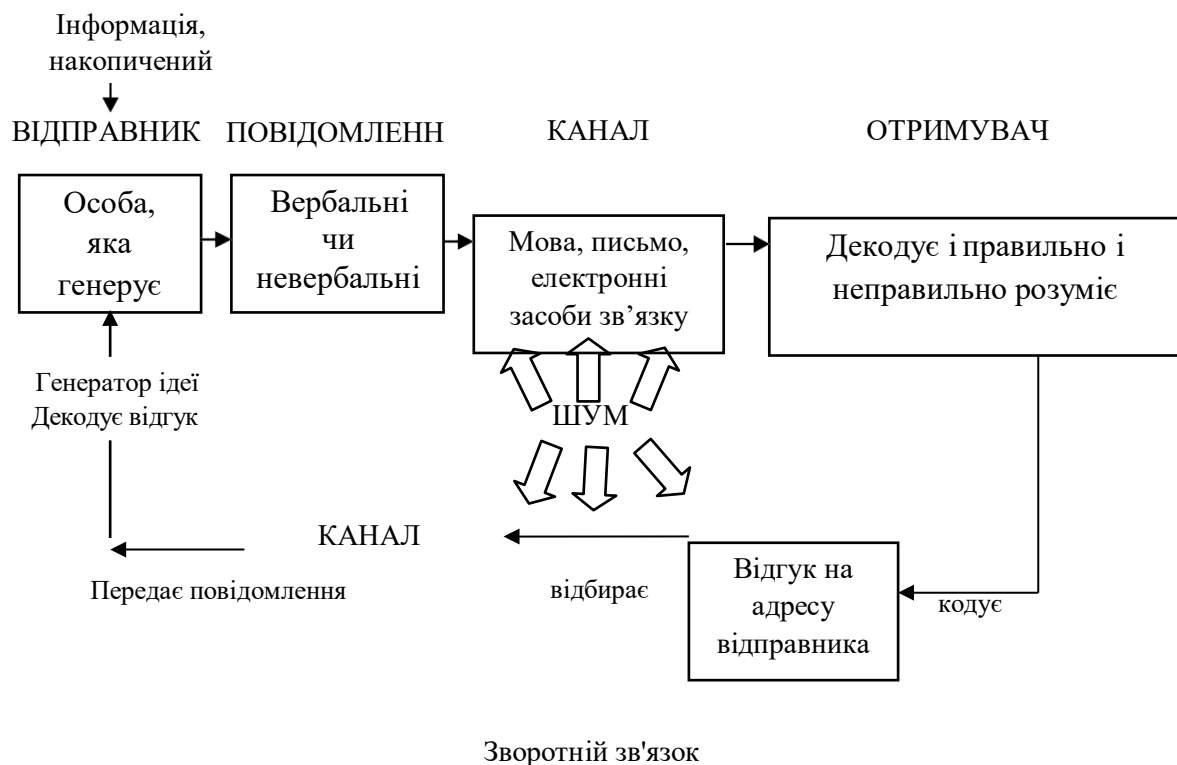 Інформація,
накопичений
ВІДПРАВНИК
ПОВІДОМЛЕНН
КАНАЛ
ОТРИМУВАЧ
Особа,
яка
генерує
Вербальні
чи
невербальні
Мова, письмо,
електронні
засоби зв’язку
Декодує і правильно і
неправильно розуміє
Генератор ідеї
Декодує відгук
ШУМ
КАНАЛ
Передає повідомлення
відбирає
Відгук на
адресу
відправника
кодує
Зворотній зв'язок